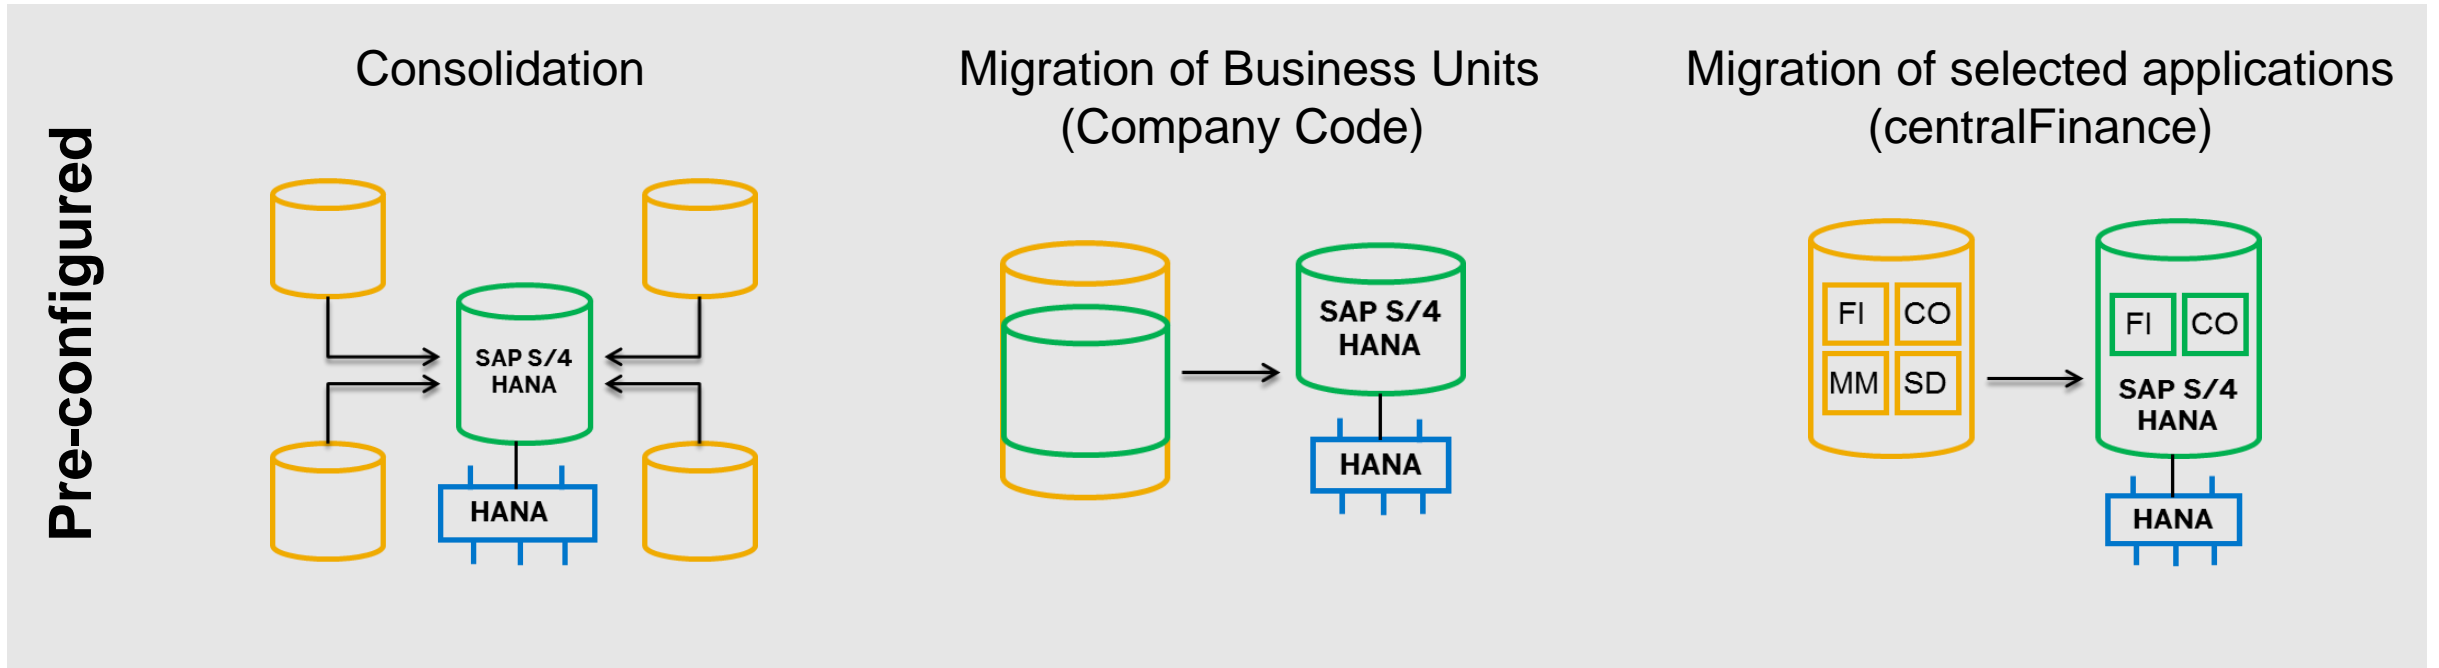 Pre-configured
Consolidation
SAP S/4
HANA
HANA
Migration of Business Units
(Company Code)
SAP S/4
HANA
HANA
Migration of selected applications
(centralFinance)
FI CO
MM SD
FI CO
SAP S/4
HANA
HANA